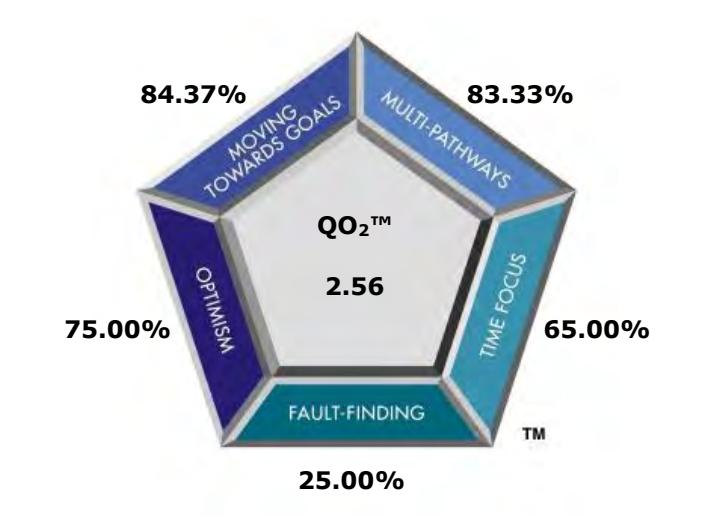 84.37%
83.33%
MOVING
TOWARDS GOALS
MULTI-PATHWAYS
QO₂™
2.56
OPTIMISM
TIME FOCUS
75.00%
65.00%
FAULT-FINDING
TM
25.00%